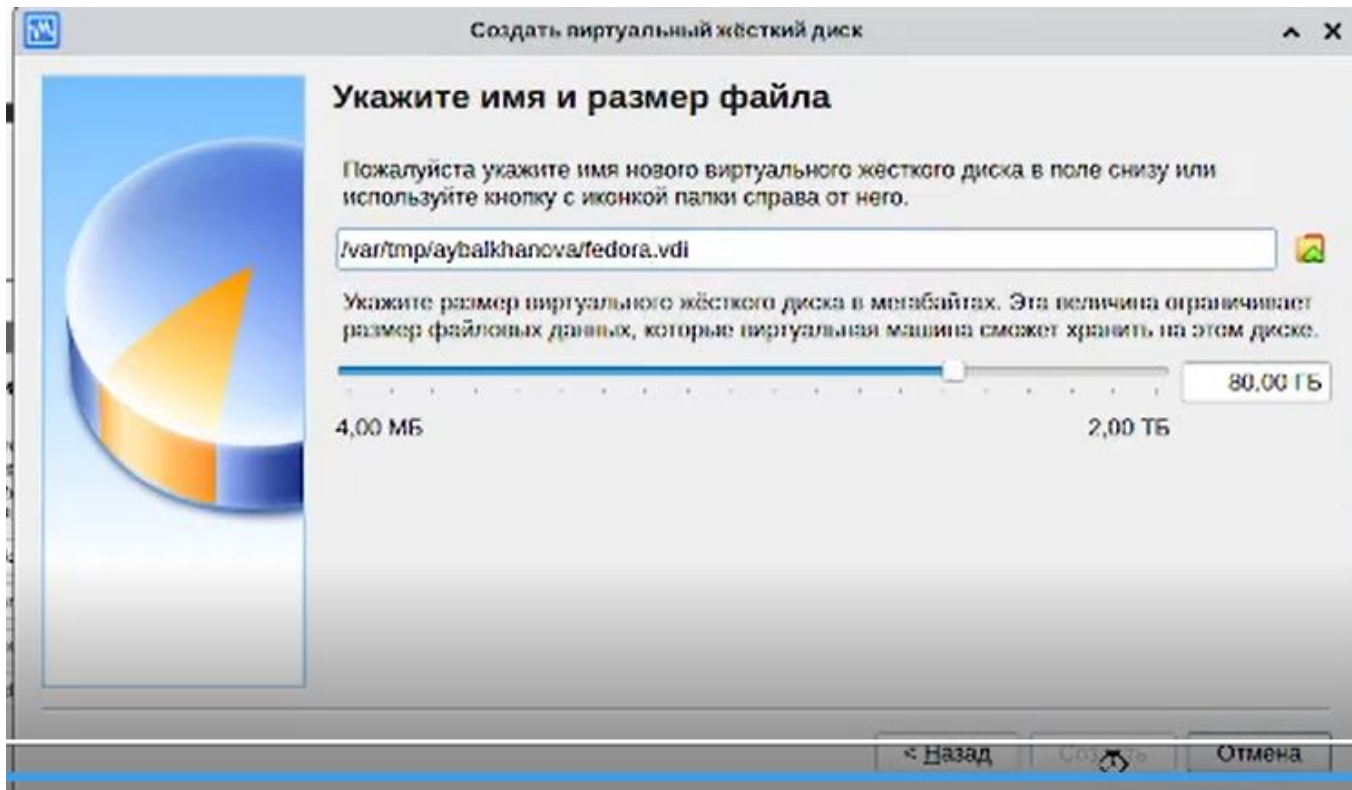 Создать виртуальный жёсткий диск
Укажите имя и размер файла
Пожалуйста укажите имя нового виртуального жёсткого диска в поле снизу или
используйте кнопку с иконкой папки справа от него.
/var/tmp/aybalkhanova/fedora.vdi
Укажите размер виртуального жёсткого диска в мегабайтах. Эта величина ограничивает
размер файловых данных, которые виртуальная машина сможет хранить на этом диске.
80,00 ГБ
4,00 МБ
2,00 ТБ
< Назад
Создать
Отмена